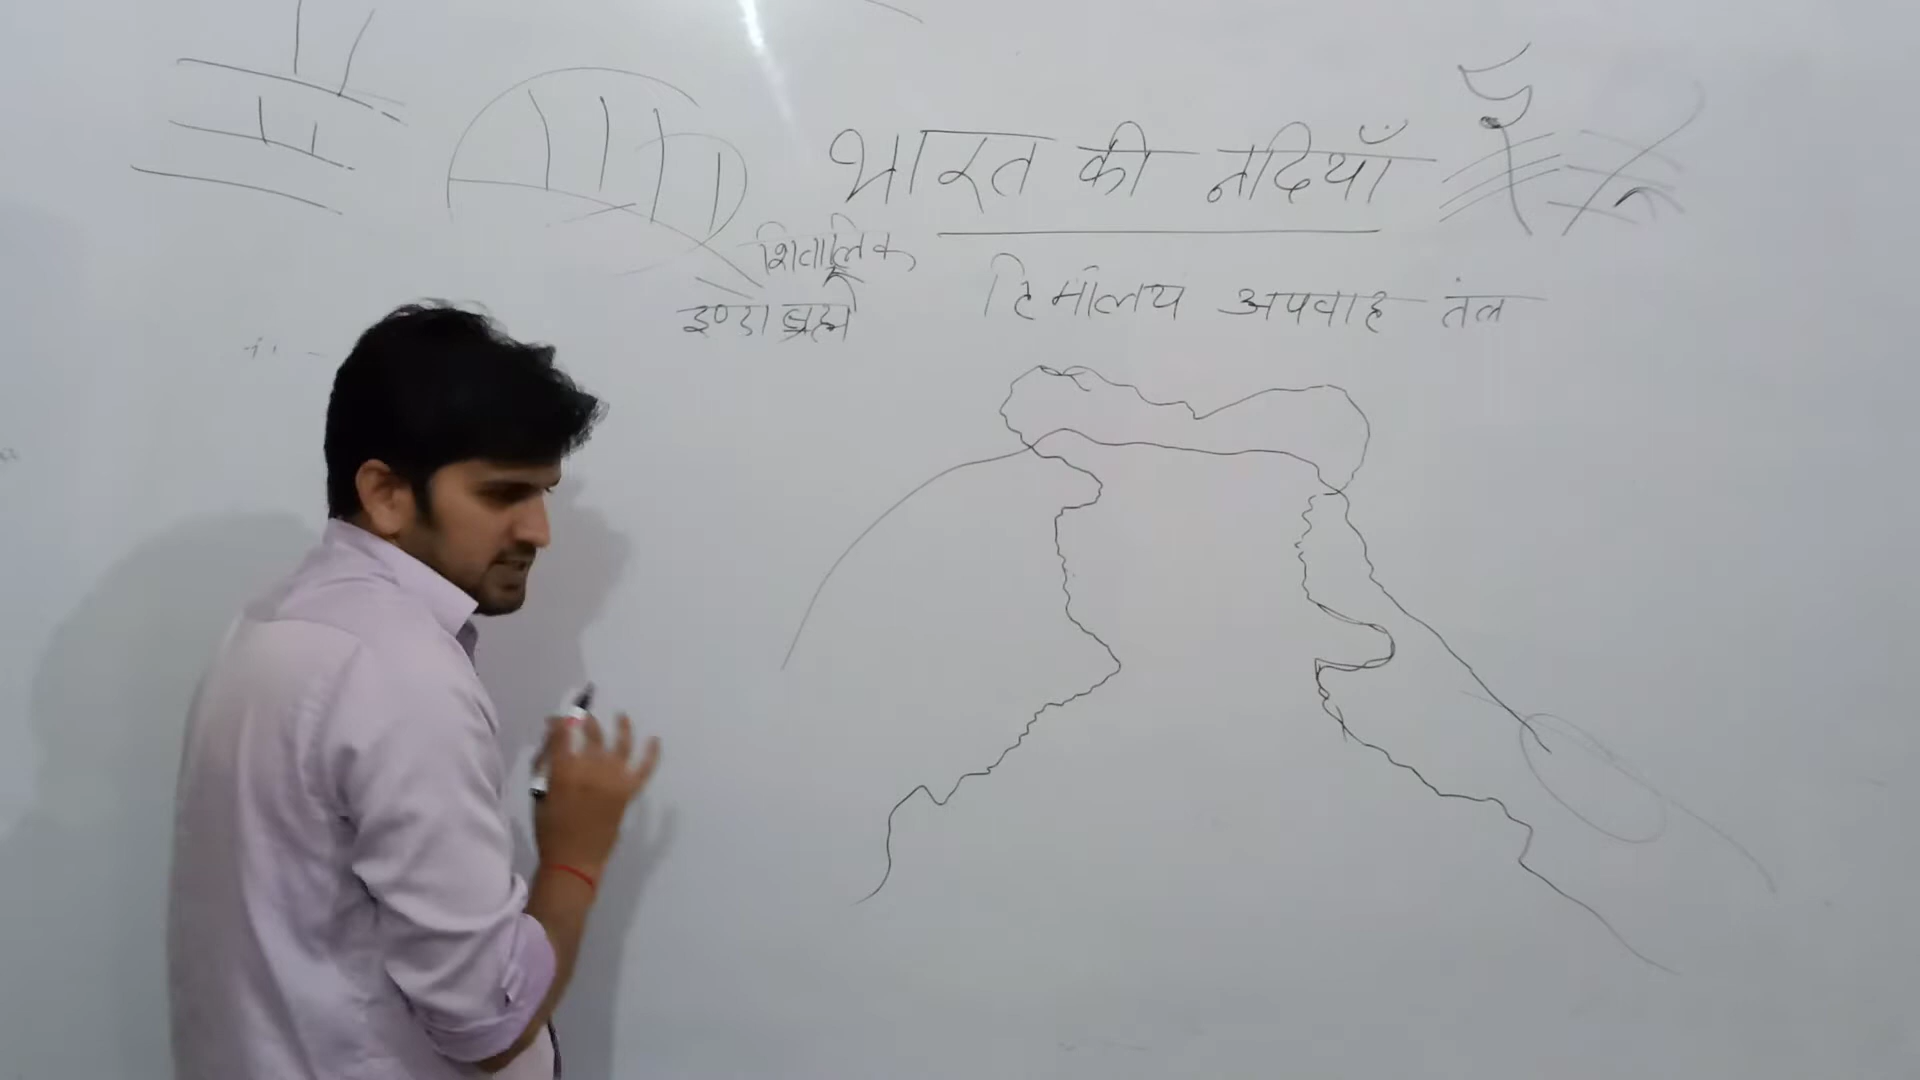 भारत की नदियाँ
शिवालिक
इण्डो ब्रह्म
हिमालय अपवाह तंत्र